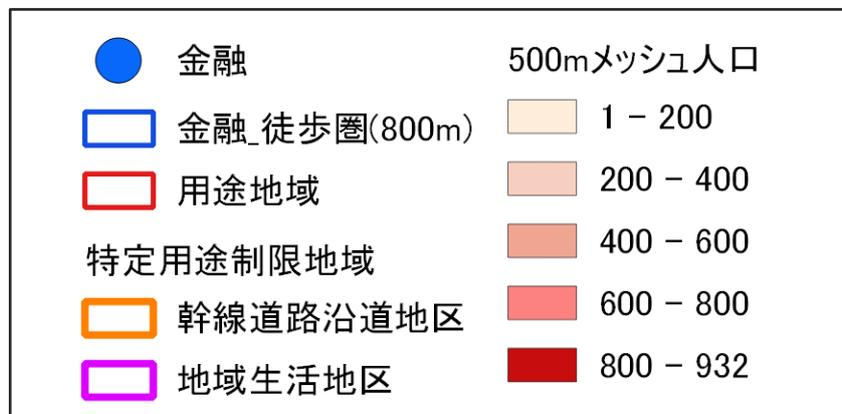 金融
金融_徒歩圏(800m)
用途地域
特定用途制限地域
幹線道路沿道地区
地域生活地区
500mメッシュ人口
1 - 200
200 - 400
400 - 600
600 - 800
800 - 932